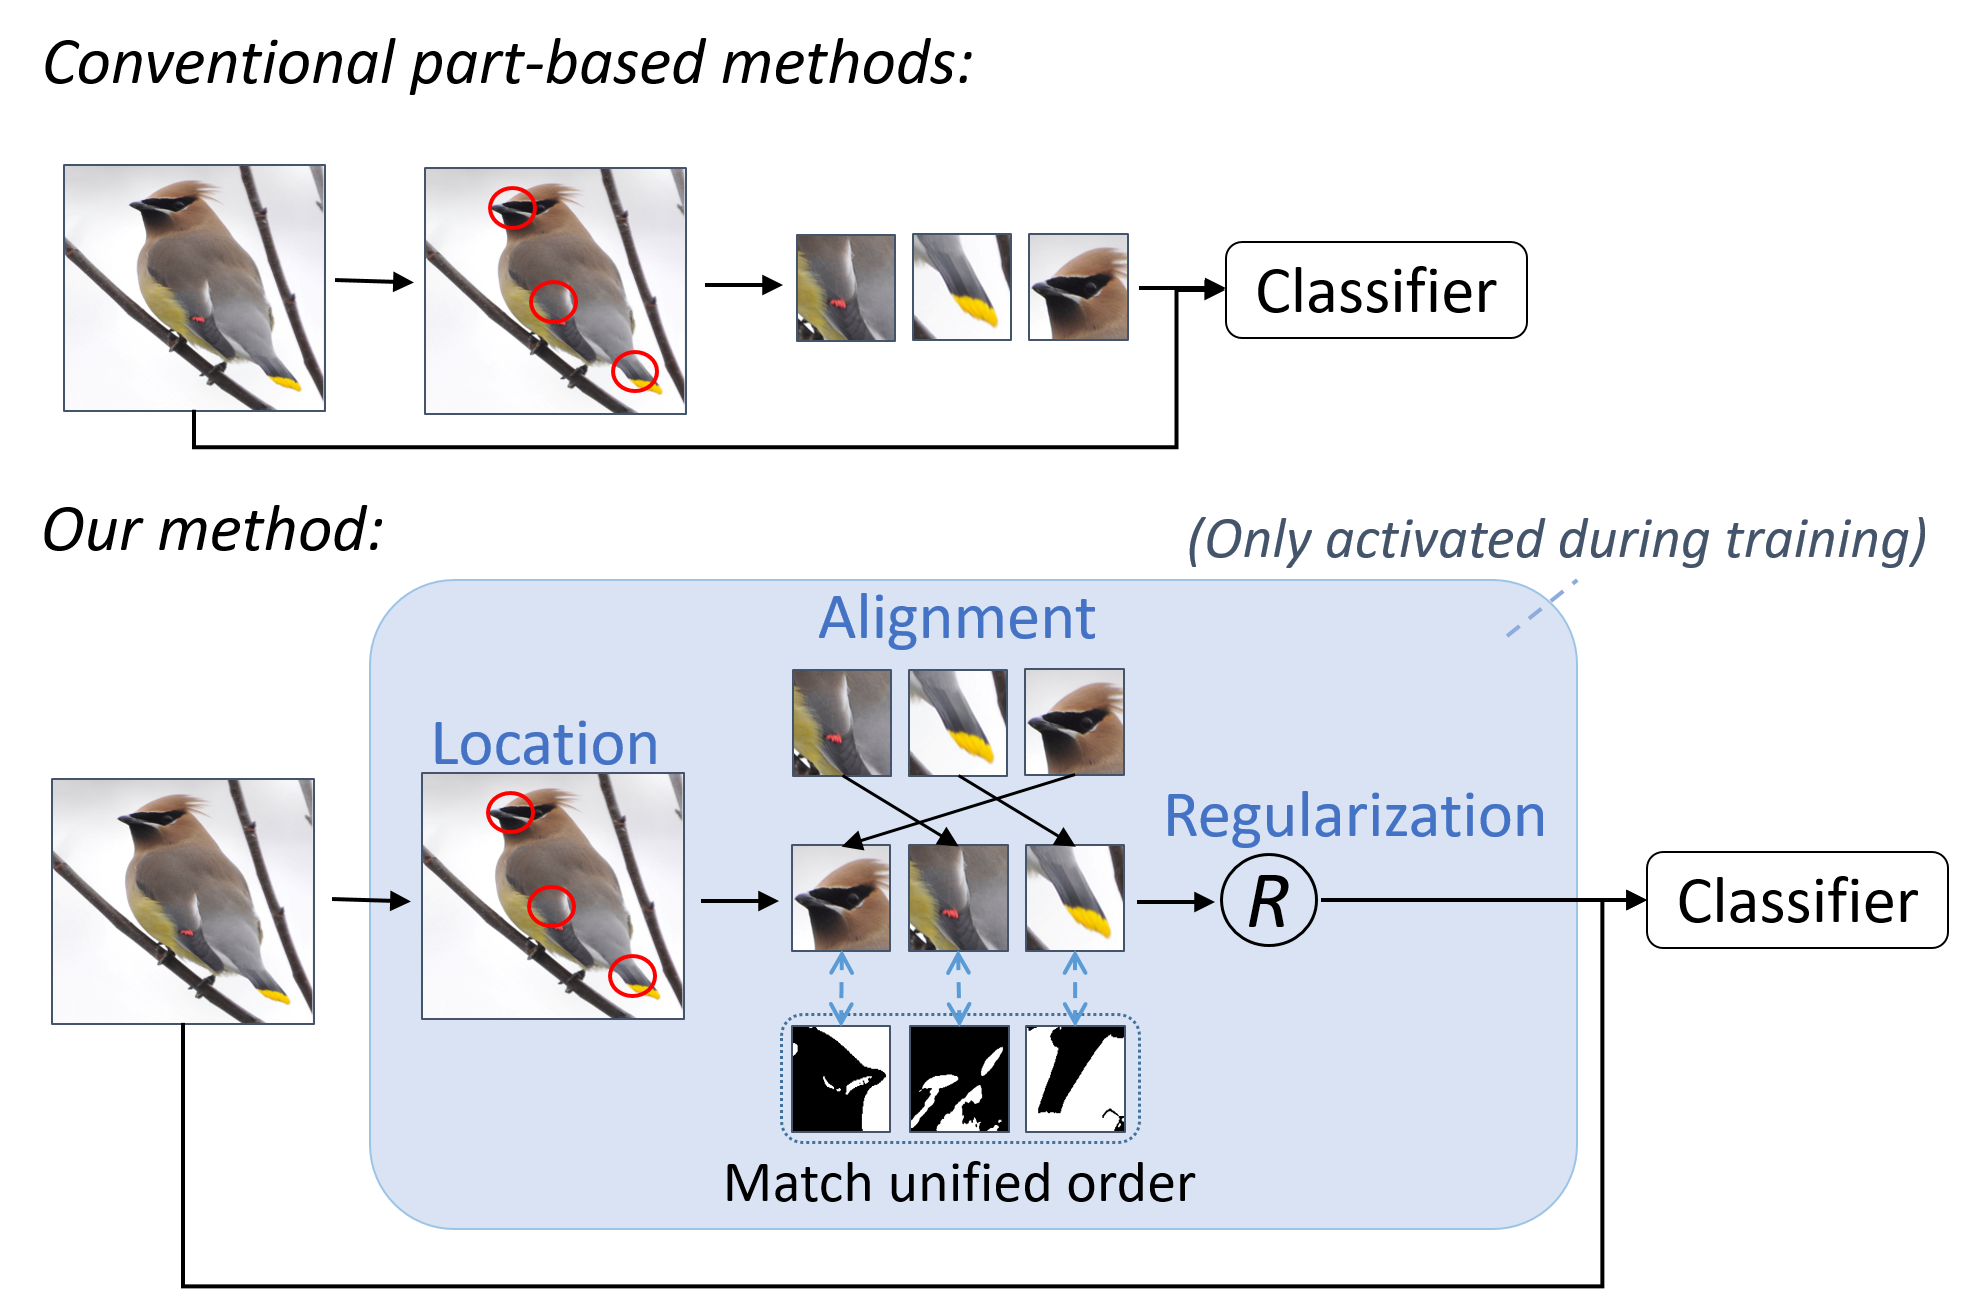 Conventional part-based methods:
Classifier
Our method:
(Only activated during training)
Alignment
Location
Regularization
R
Classifier
Match unified order